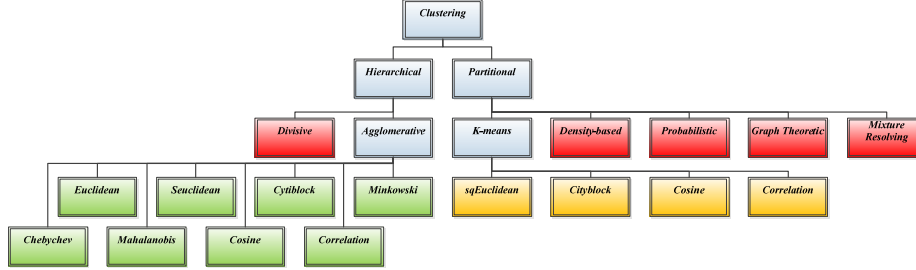 Clustering
Hierarchical
Partitional
Divisive
Agglomerative
K-means
Density-based
Probabilistic
Graph Theoretic
Mixture
Resolving
Euclidean
Seuclidean
Cytiblock
Minkowski
sqEuclidean
Cityblock
Cosine
Correlation
Chebychev
Mahalanobis
Cosine
Correlation